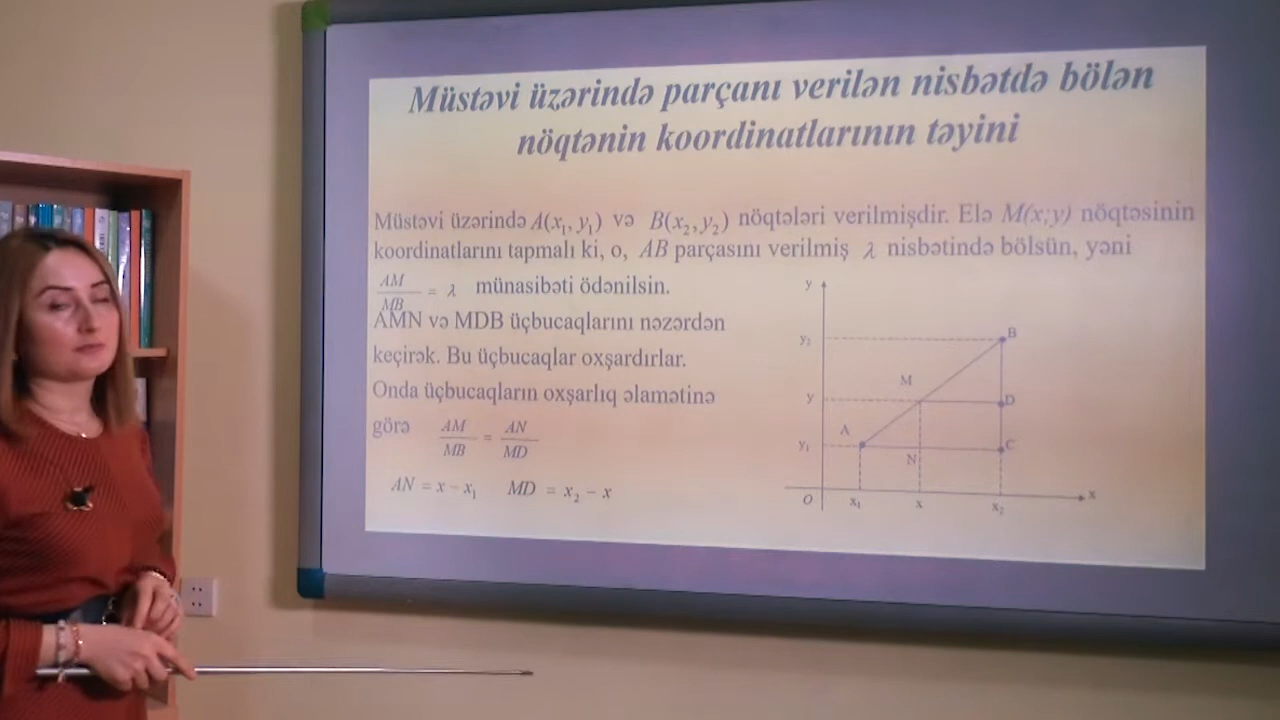 Müstəvi üzərində parçanı verilən nisbətdə bölən
nöqtənin koordinatlarının təyini
Müstəvi üzərində A(x₁, y₁) və B(x₂, y₂) nöqtələri verilmişdir. Elə M(x;y) nöqtəsinin
koordinatlarını tapmalı ki, o, AB parçasını verilmiş λ nisbətində bölsün, yəni
AM/MB = λ münasibəti ödənilsin.
AMN və MDB üçbucaqlarını nəzərdən
keçirək. Bu üçbucaqlar oxşardırlar.
Onda üçbucaqların oxşarlıq əlamətinə
görə AM/MB = AN/MD
AN = x − x₁ MD = x₂ − x
y
y₂ B
M
y D
A
y₁ N C
O x₁ x x₂ x